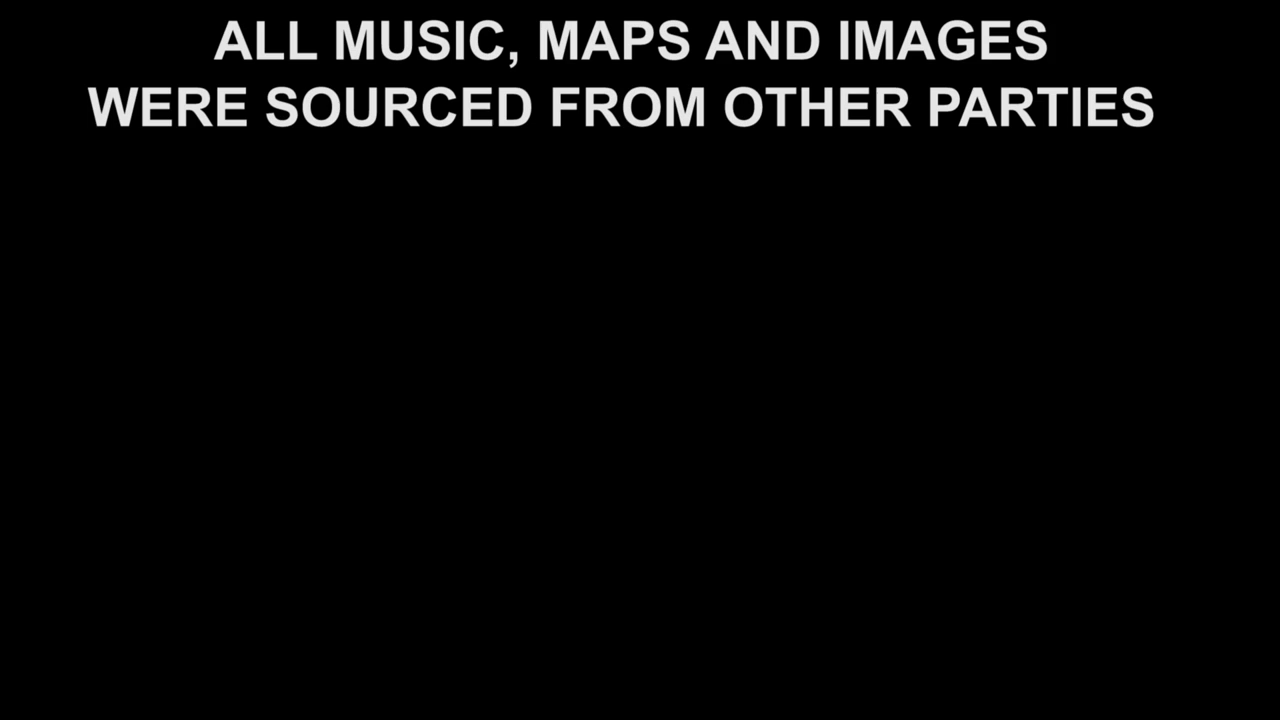 ALL MUSIC, MAPS AND IMAGES
WERE SOURCED FROM OTHER PARTIES